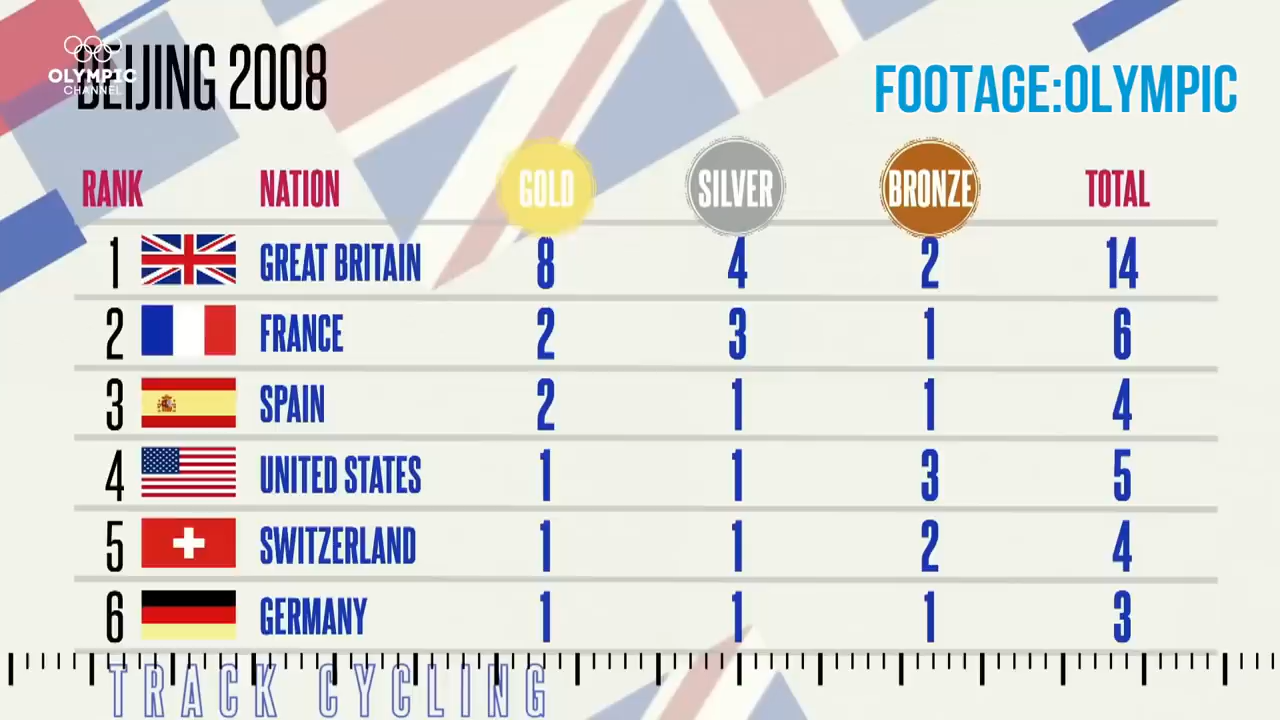 OLYMPIC
CHANNEL
BEIJING 2008
FOOTAGE:OLYMPIC
RANK NATION GOLD SILVER BRONZE TOTAL
1 GREAT BRITAIN 8 4 2 14
2 FRANCE 2 3 1 6
3 SPAIN 2 1 1 4
4 UNITED STATES 1 1 3 5
5 SWITZERLAND 1 1 2 4
6 GERMANY 1 1 1 3
TRACK CYCLING